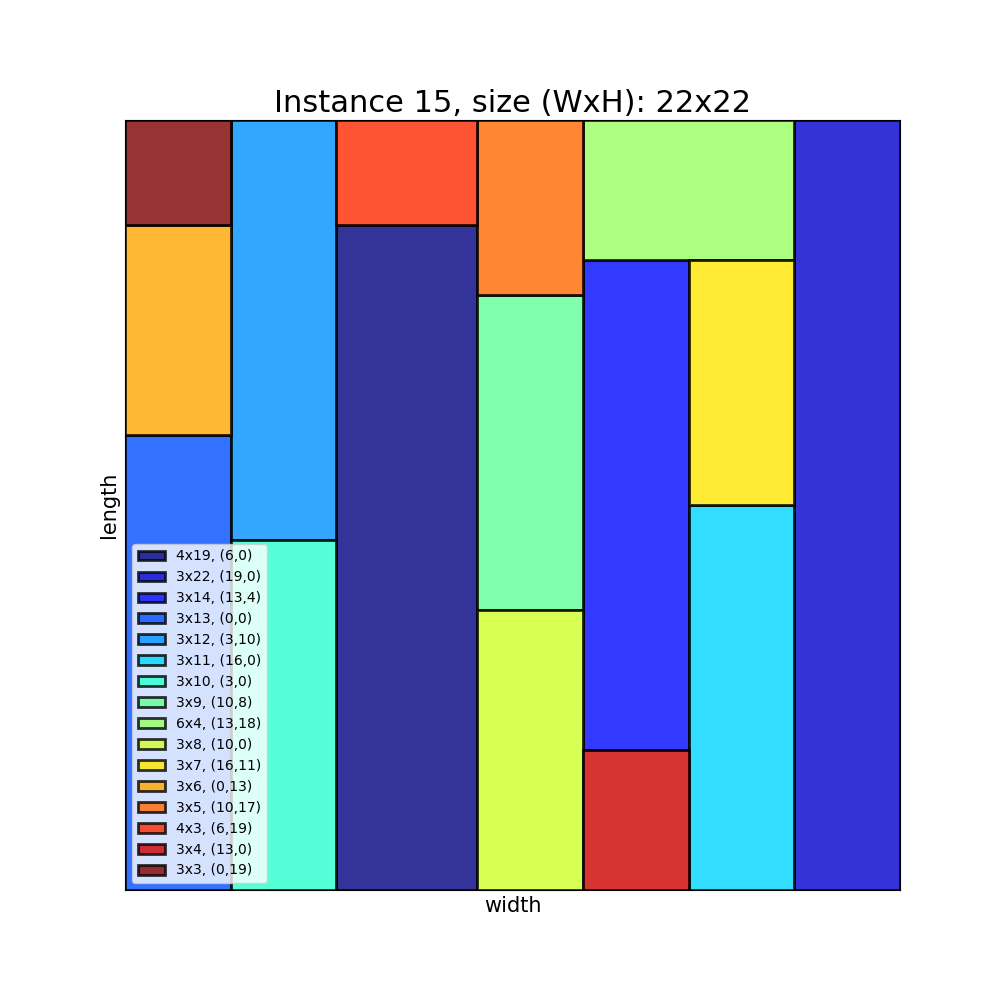 Instance 15, size (WxH): 22x22
length
4x19, (6,0)
3x22, (19,0)
3x14, (13,4)
3x13, (0,0)
3x12, (3,10)
3x11, (16,0)
3x10, (3,0)
3x9, (10,8)
6x4, (13,18)
3x8, (10,0)
3x7, (16,11)
3x6, (0,13)
3x5, (10,17)
4x3, (6,19)
3x4, (13,0)
3x3, (0,19)
width